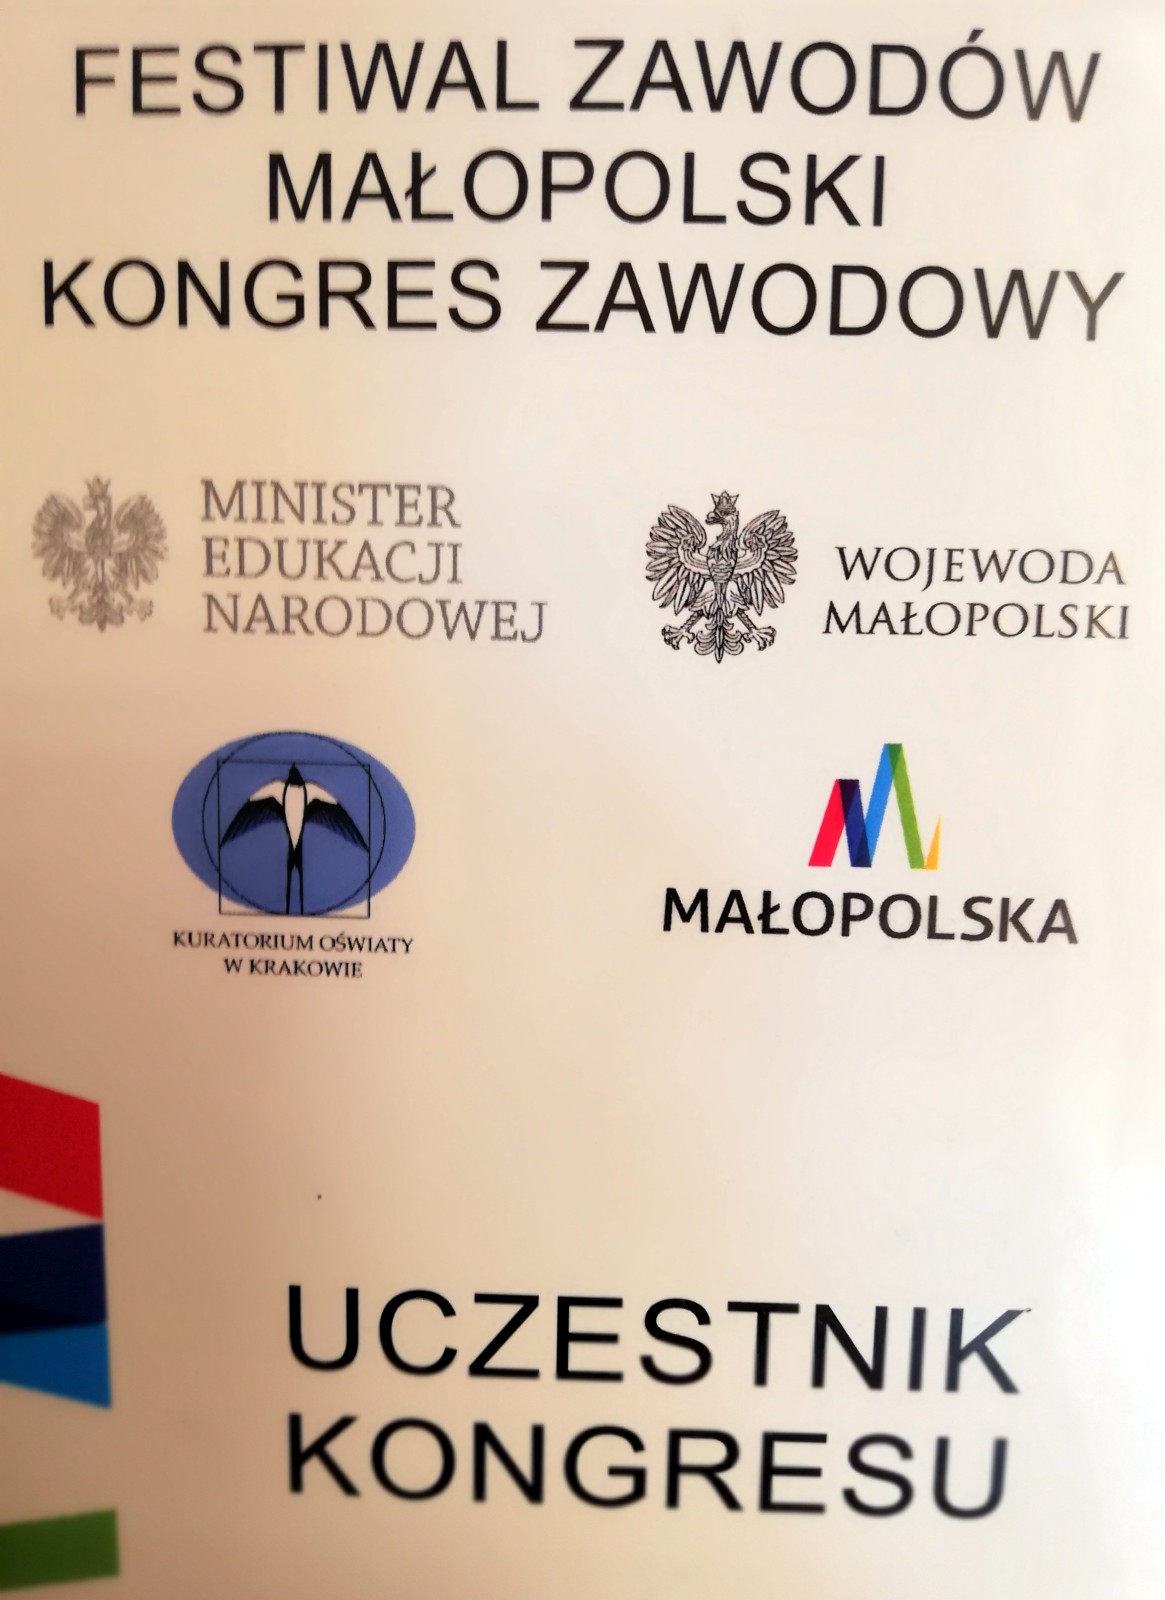 FESTIWAL ZAWODÓW
MAŁOPOLSKI
KONGRES ZAWODOWY
MINISTER
EDUKACJI
NARODOWEJ
WOJEWODA
MAŁOPOLSKI
KURATORIUM OŚWIATY
W KRAKOWIE
MAŁOPOLSKA
UCZESTNIK
KONGRESU